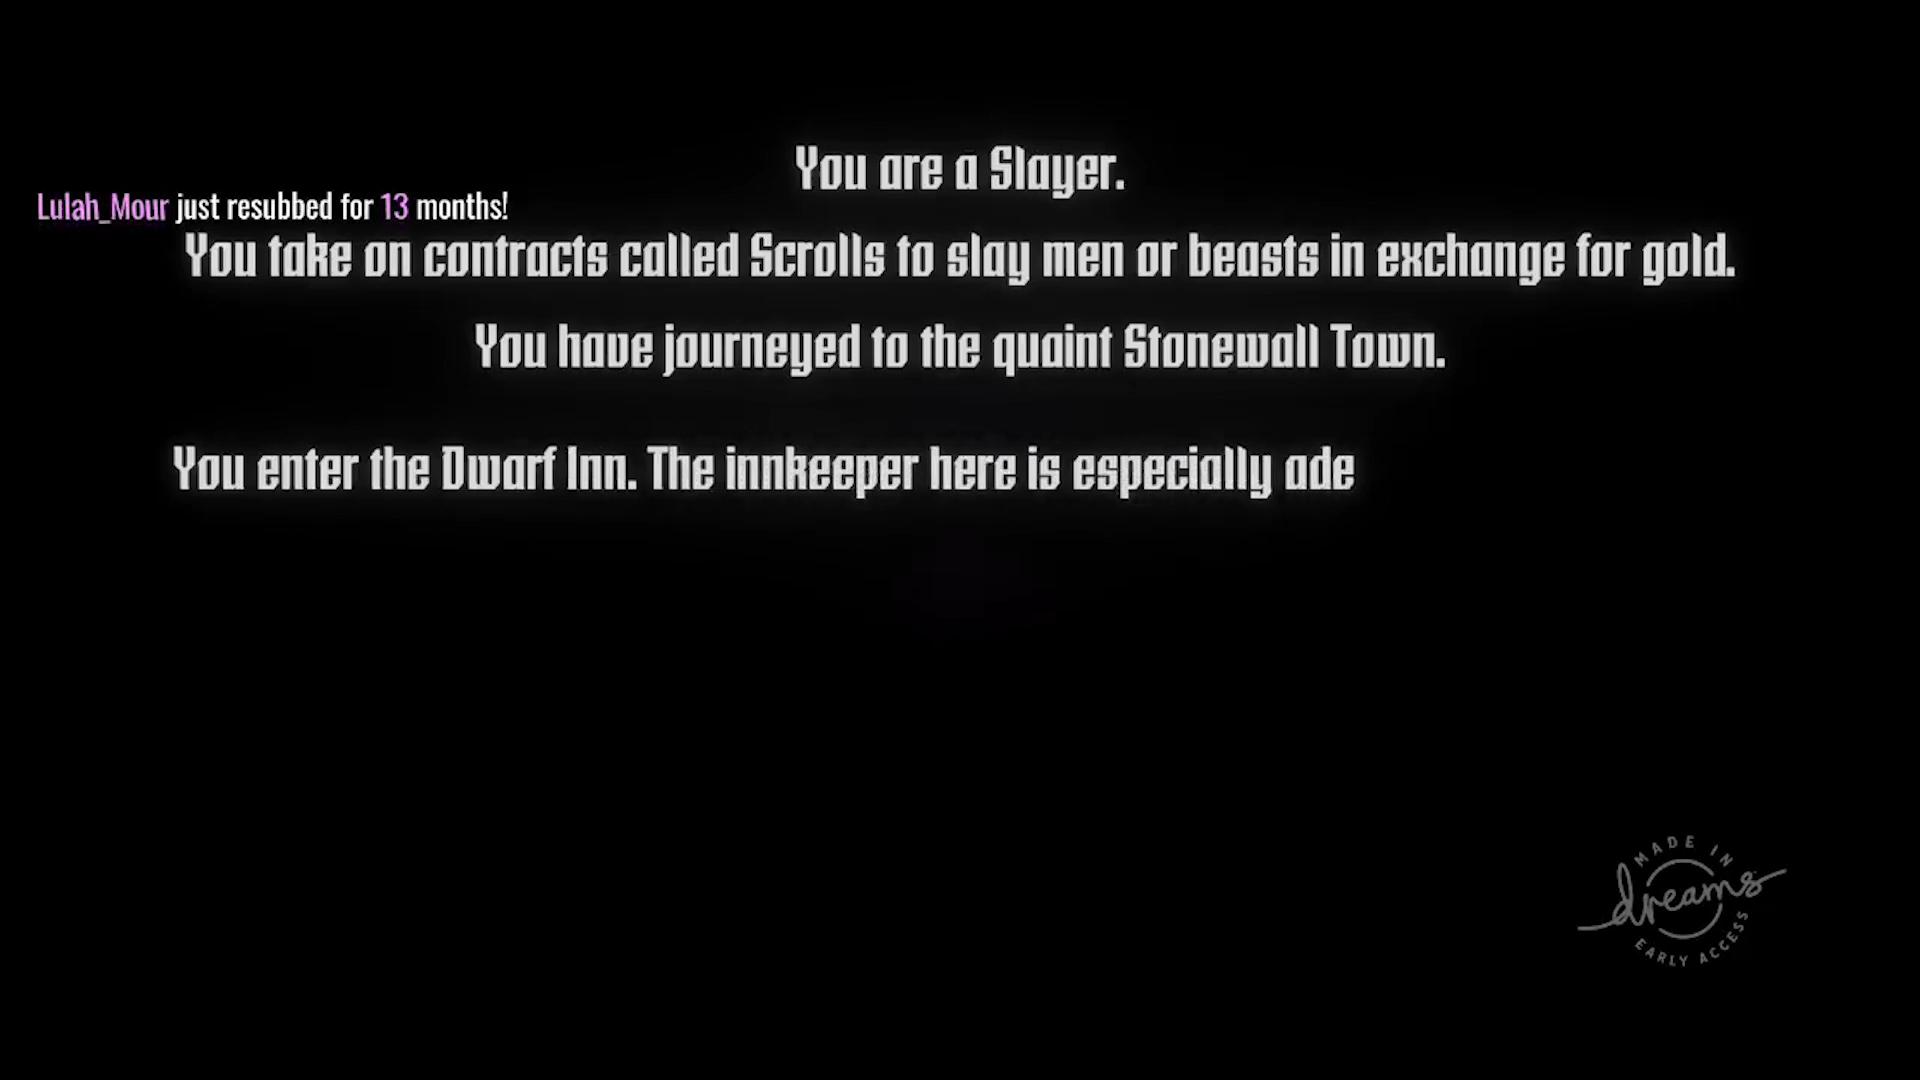 You are a Slayer.
Lulah_Mour just resubbed for 13 months!
You take on contracts called Scrolls to slay men or beasts in exchange for gold.
You have journeyed to the quaint Stonewall Town.
You enter the Dwarf Inn. The innkeeper here is especially ade
MADE IN
dreams
EARLY ACCESS